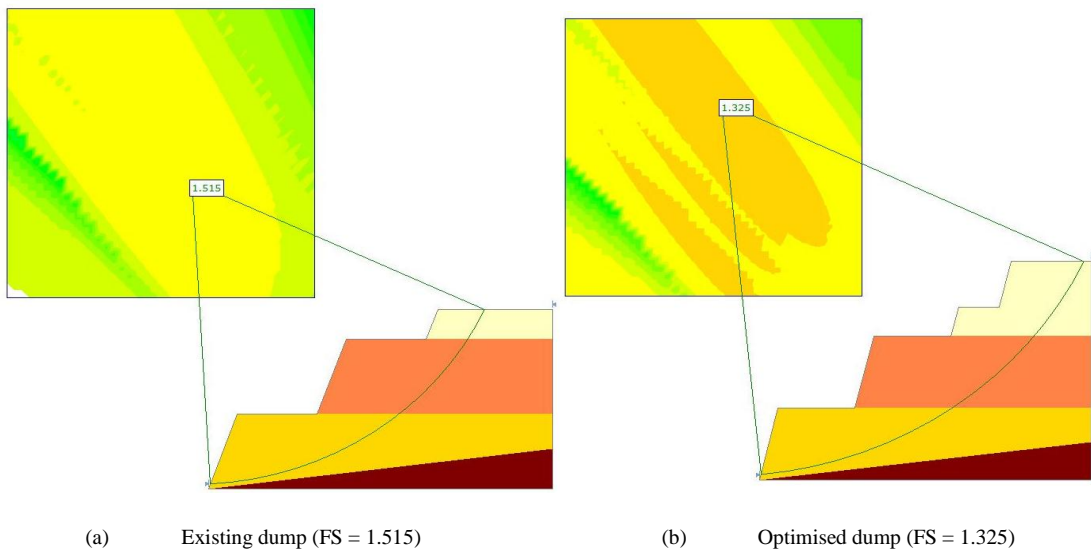 1.515
1.325
(a) Existing dump (FS = 1.515)
(b) Optimised dump (FS = 1.325)